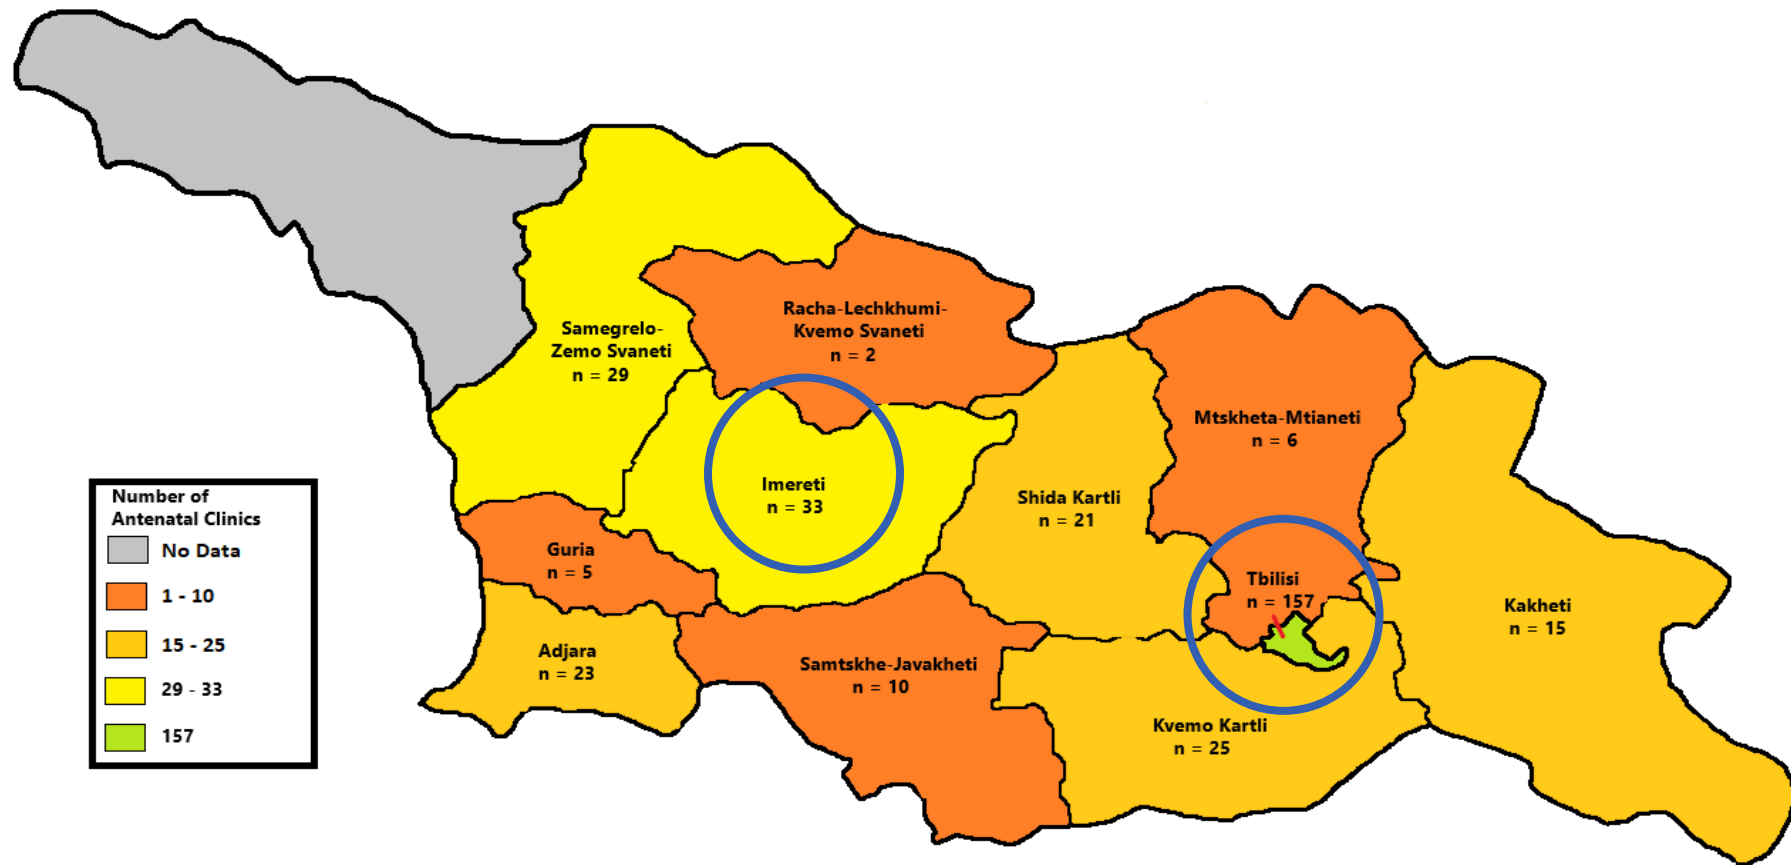 Racha-Lechkhumi-
Kvemo Svaneti
n = 2
Samegrelo-
Zemo Svaneti
n = 29
Mtskheta-Mtianeti
n = 6
Imereti
n = 33
Shida Kartli
n = 21
Guria
n = 5
Tbilisi
n = 157
Kakheti
n = 15
Adjara
n = 23
Samtskhe-Javakheti
n = 10
Kvemo Kartli
n = 25
Number of
Antenatal Clinics
No Data
1 - 10
15 - 25
29 - 33
157